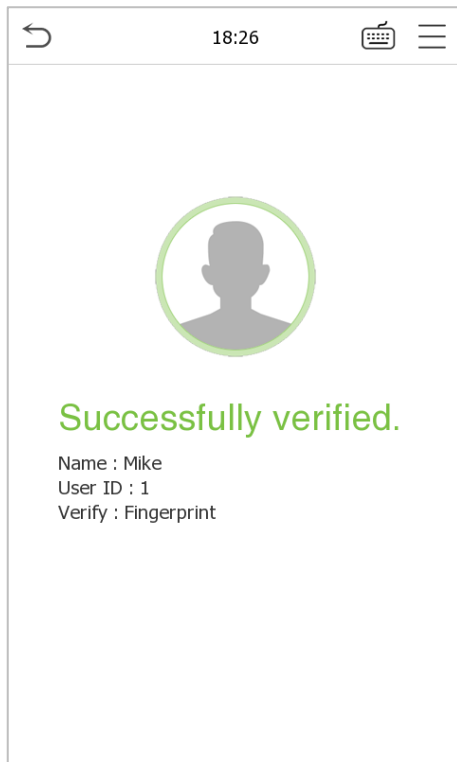 18:26
Successfully verified.
Name : Mike
User ID : 1
Verify : Fingerprint